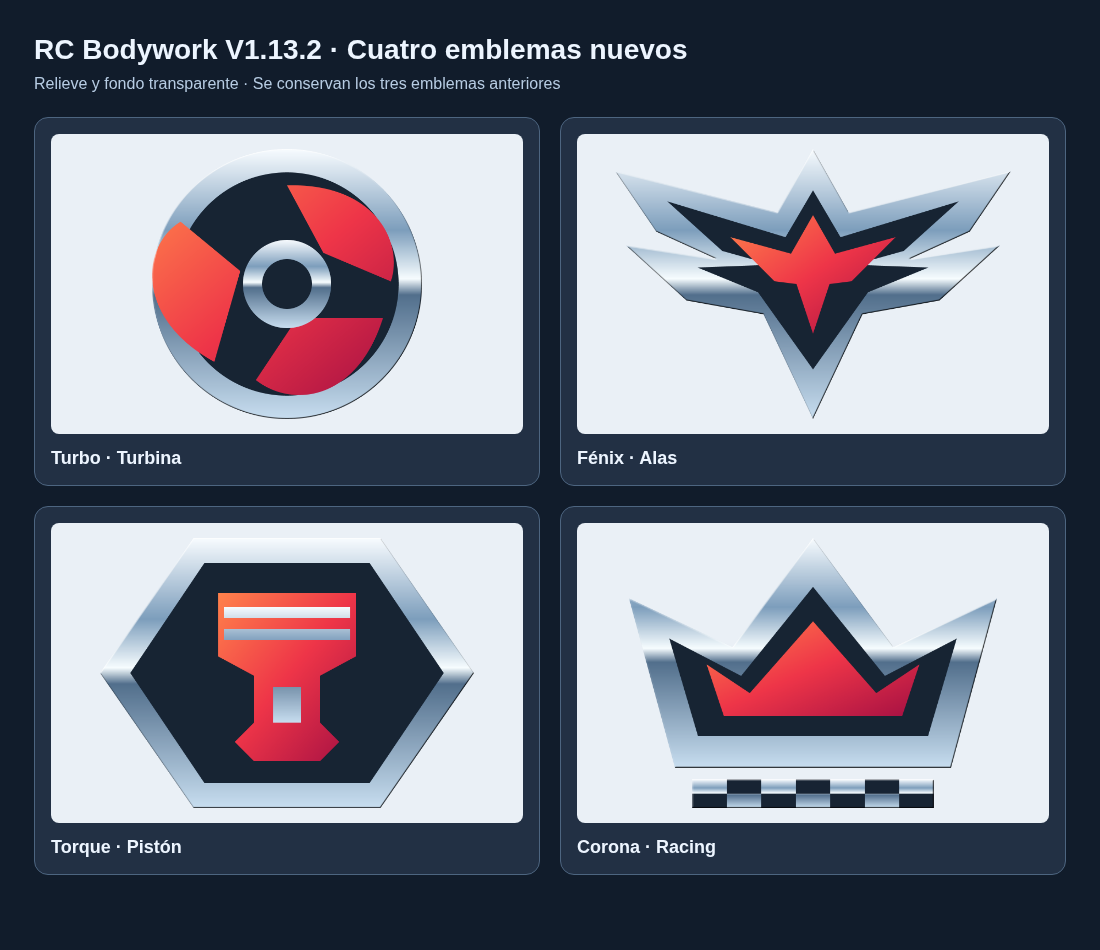 RC Bodywork V1.13.2 · Cuatro emblemas nuevos
Relieve y fondo transparente · Se conservan los tres emblemas anteriores
Turbo · Turbina
Fénix · Alas
Torque · Pistón
Corona · Racing